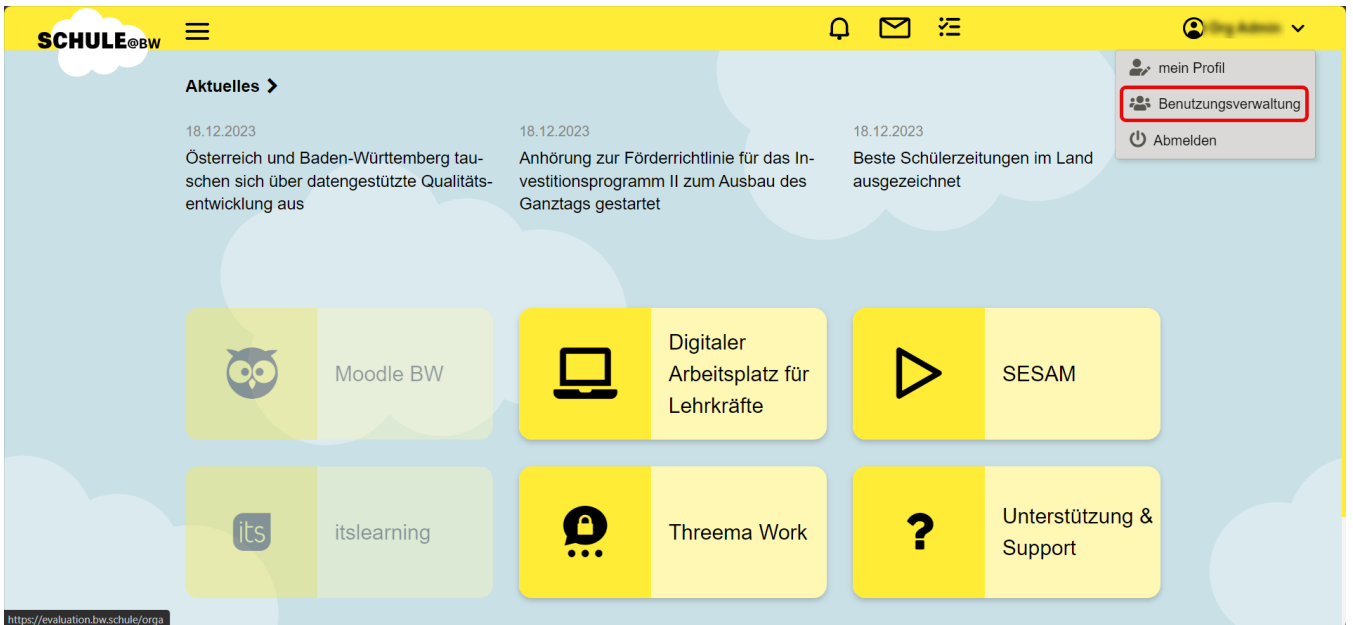 SCHULE@BW
mein Profil
Benutzungsverwaltung
Abmelden
Aktuelles
18.12.2023
Österreich und Baden-Württemberg tau-
schen sich über datengestützte Qualitäts-
entwicklung aus
18.12.2023
Anhörung zur Förderrichtlinie für das In-
vestitionsprogramm II zum Ausbau des
Ganztags gestartet
18.12.2023
Beste Schülerzeitungen im Land
ausgezeichnet
Moodle BW
Digitaler
Arbeitsplatz für
Lehrkräfte
SESAM
its
itslearning
Threema Work
?
Unterstützung &
Support
https://evaluation.bw.schule/orga